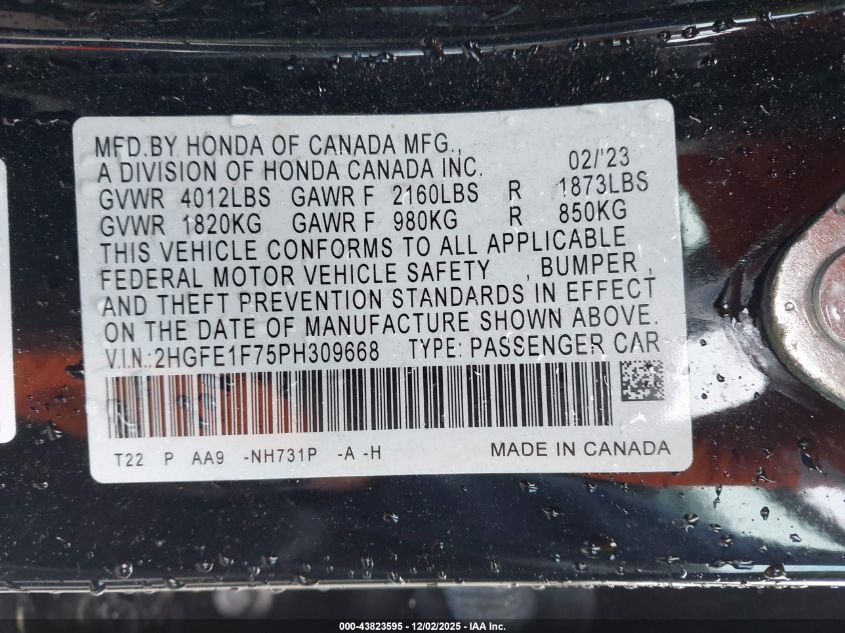 MFD.BY HONDA OF CANADA MFG.,
A DIVISION OF HONDA CANADA INC. 02/'23
GVWR 4012LBS GAWR F 2160LBS R 1873LBS
GVWR 1820KG GAWR F 980KG R 850KG
THIS VEHICLE CONFORMS TO ALL APPLICABLE
FEDERAL MOTOR VEHICLE SAFETY , BUMPER ,
AND THEFT PREVENTION STANDARDS IN EFFECT
ON THE DATE OF MANUFACTURE SHOWN ABOVE.
V.I.N.:2HGFE1F75PH309668 TYPE: PASSENGER CAR
T22 P AA9 -NH731P -A -H MADE IN CANADA
000-43823595 - 12/02/2025 - IAA Inc.